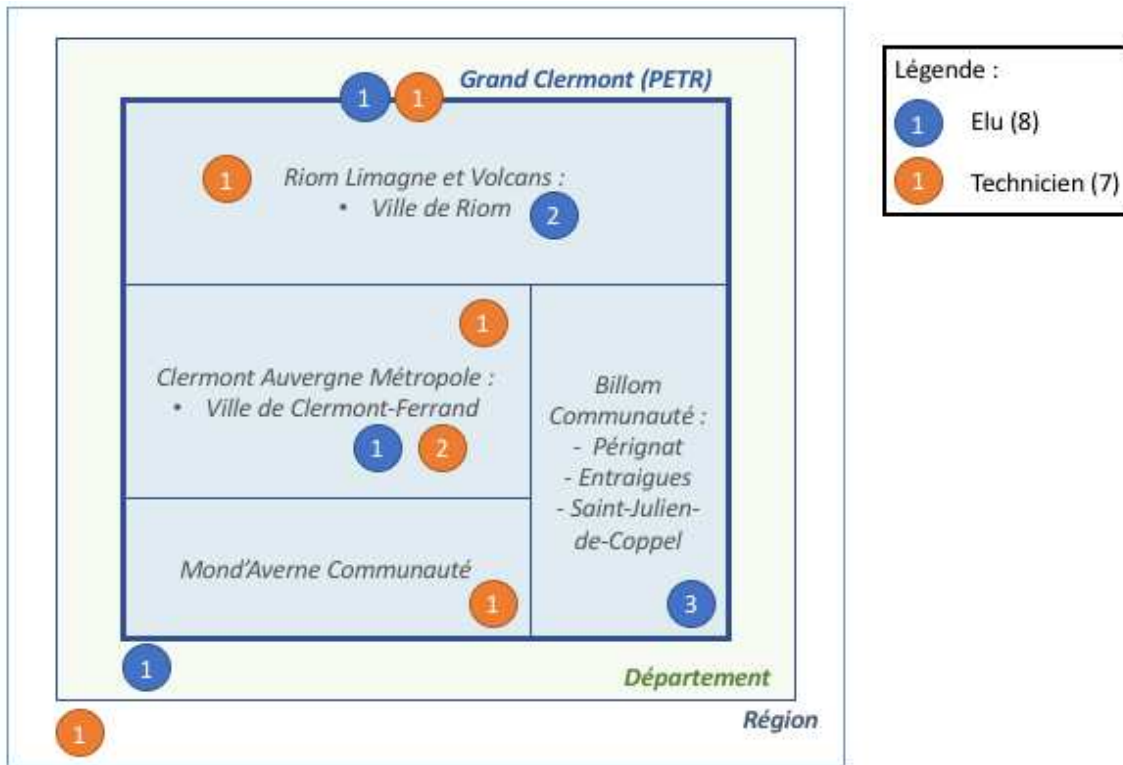 Grand Clermont (PETR)
1
1
1
Riom Limagne et Volcans :
• Ville de Riom
2
1
Clermont Auvergne Métropole :
• Ville de Clermont-Ferrand
1
2
Billom
Communauté :
- Pérignat
- Entraigues
- Saint-Julien-
de-Coppel
Mond'Averne Communauté
1
3
1
Département
1
Région
Légende :
1 Elu (8)
1 Technicien (7)